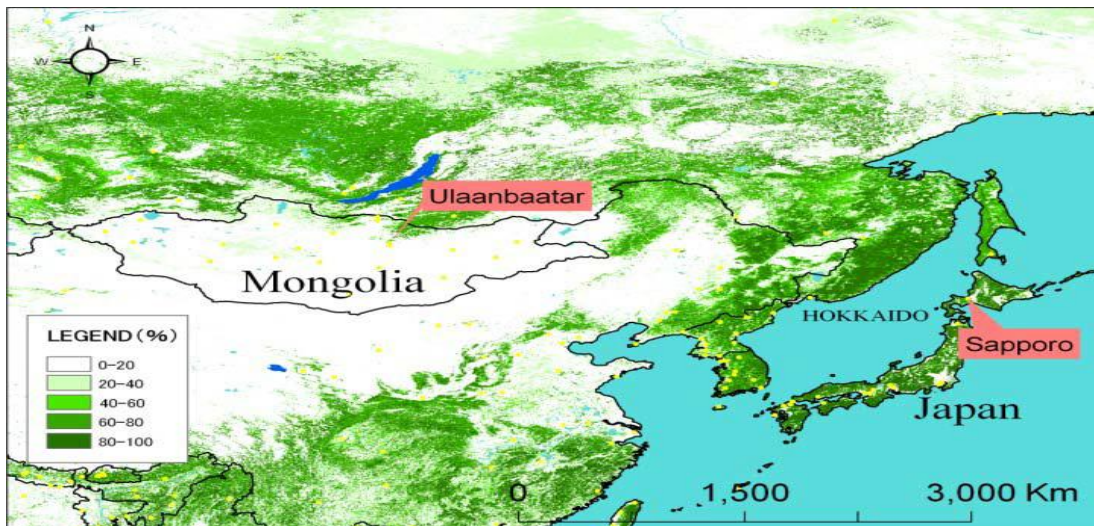 N
W E
S
Ulaanbaatar
Mongolia
HOKKAIDO
Sapporo
Japan
LEGEND (%)
0-20
20-40
40-60
60-80
80-100
0 1,500 3,000 Km